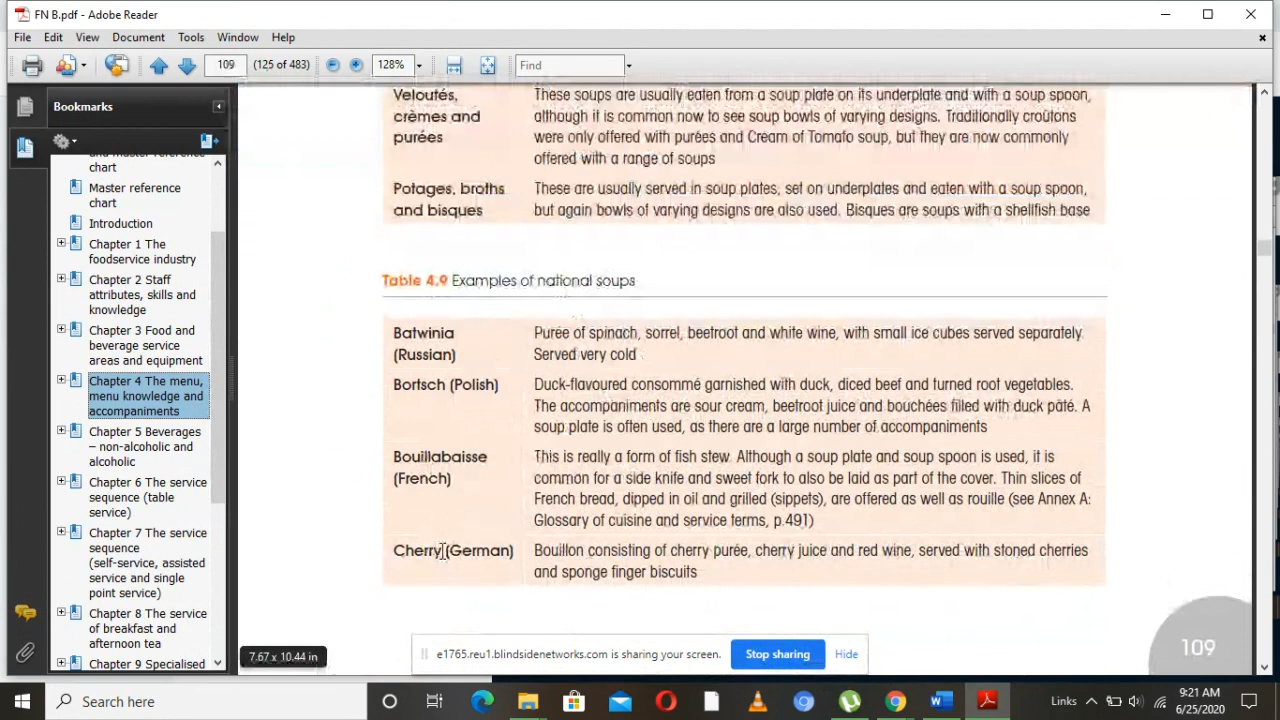 FN B.pdf - Adobe Reader
File Edit View Document Tools Window Help
109 (125 of 483) 128% Find
Bookmarks
and master reference
chart
Master reference
chart
Introduction
Chapter 1 The
foodservice industry
Chapter 2 Staff
attributes, skills and
knowledge
Chapter 3 Food and
beverage service
areas and equipment
Chapter 4 The menu,
menu knowledge and
accompaniments
Chapter 5 Beverages
– non-alcoholic and
alcoholic
Chapter 6 The service
sequence (table
service)
Chapter 7 The service
sequence
(self-service, assisted
service and single
point service)
Chapter 8 The service
of breakfast and
afternoon tea
Chapter 9 Specialised
Veloutés, These soups are usually eaten from a soup plate on its underplate and with a soup spoon,
crèmes and although it is common now to see soup bowls of varying designs. Traditionally croûtons
purées were only offered with purées and Cream of Tomato soup, but they are now commonly
offered with a range of soups
Potages, broths These are usually served in soup plates, set on underplates and eaten with a soup spoon,
and bisques but again bowls of varying designs are also used. Bisques are soups with a shellfish base
Table 4.9 Examples of national soups
Batwinia Purée of spinach, sorrel, beetroot and white wine, with small ice cubes served separately.
(Russian) Served very cold
Bortsch (Polish) Duck-flavoured consommé garnished with duck, diced beef and turned root vegetables.
The accompaniments are sour cream, beetroot juice and bouchées filled with duck pâté. A
soup plate is often used, as there are a large number of accompaniments
Bouillabaisse This is really a form of fish stew. Although a soup plate and soup spoon is used, it is
(French) common for a side knife and sweet fork to also be laid as part of the cover. Thin slices of
French bread, dipped in oil and grilled (sippets), are offered as well as rouille (see Annex A:
Glossary of cuisine and service terms, p.491)
Cherry (German) Bouillon consisting of cherry purée, cherry juice and red wine, served with stoned cherries
and sponge finger biscuits
109
7.67 x 10.44 in
e1765.reu1.blindsidenetworks.com is sharing your screen. Stop sharing Hide
Search here
Links
9:21 AM
6/25/2020